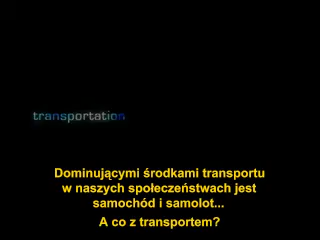 transportation
Dominującymi środkami transportu
w naszych społeczeństwach jest
samochód i samolot...
A co z transportem?